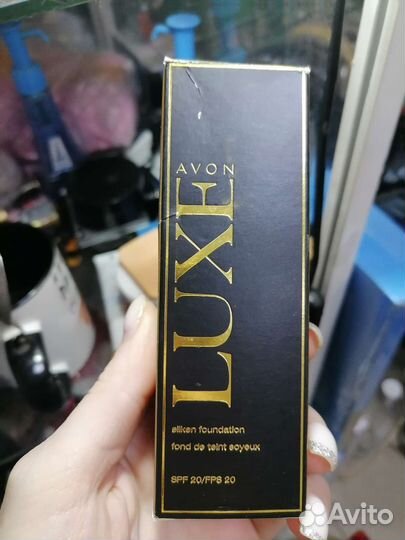 AVON
LUXE
silken foundation
fond de teint soyeux
SPF 20/FPS 20
Avito